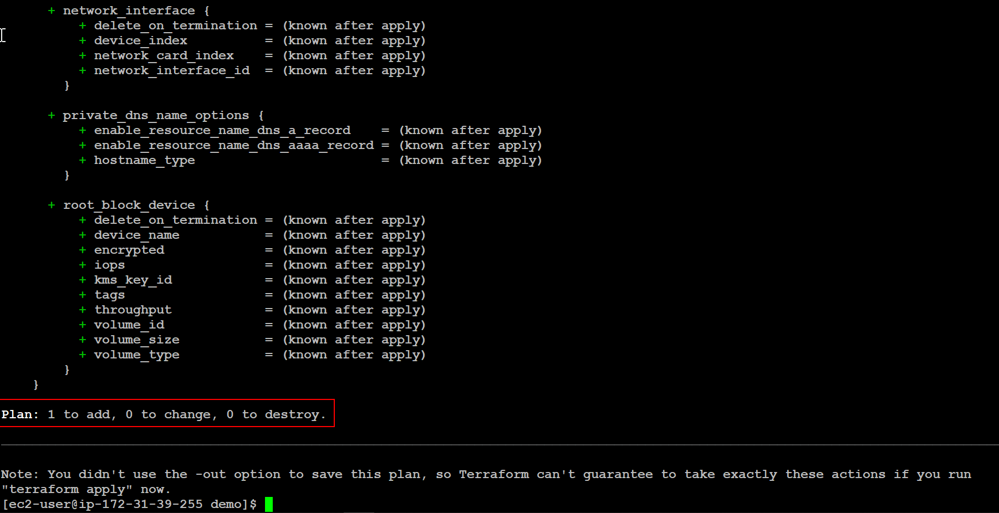 + network_interface {
+ delete_on_termination = (known after apply)
+ device_index = (known after apply)
+ network_card_index = (known after apply)
+ network_interface_id = (known after apply)
}
+ private_dns_name_options {
+ enable_resource_name_dns_a_record = (known after apply)
+ enable_resource_name_dns_aaaa_record = (known after apply)
+ hostname_type = (known after apply)
}
+ root_block_device {
+ delete_on_termination = (known after apply)
+ device_name = (known after apply)
+ encrypted = (known after apply)
+ iops = (known after apply)
+ kms_key_id = (known after apply)
+ tags = (known after apply)
+ throughput = (known after apply)
+ volume_id = (known after apply)
+ volume_size = (known after apply)
+ volume_type = (known after apply)
}
}
Plan: 1 to add, 0 to change, 0 to destroy.
Note: You didn't use the -out option to save this plan, so Terraform can't guarantee to take exactly these actions if you run
"terraform apply" now.
[ec2-user@ip-172-31-39-255 demo]$